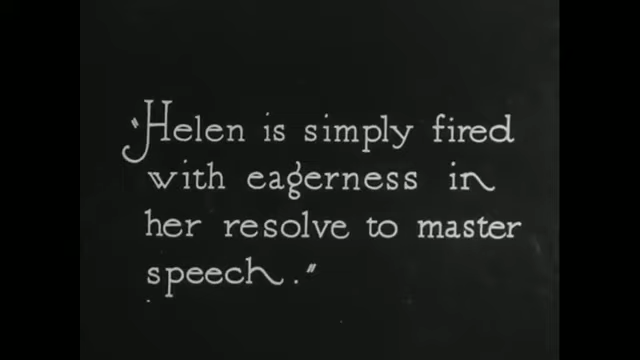 "Helen is simply fired
with eagerness in
her resolve to master
speech."